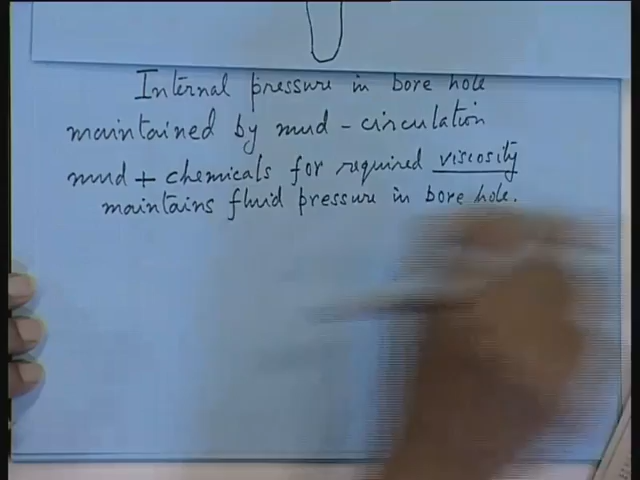 Internal pressure in bore hole
maintained by mud - circulation
mud + chemicals for required viscosity
maintains fluid pressure in bore hole.